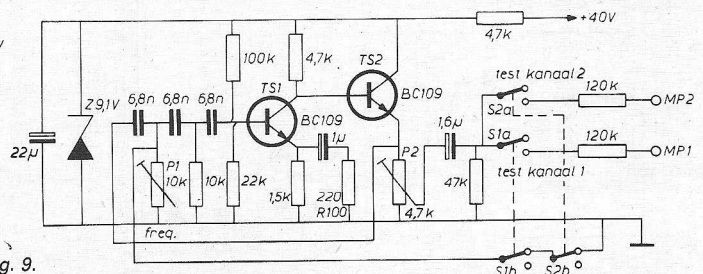 4,7k
+40V
100k
4,7k
TS2
TS1
BC109
BC109
Z9,1V
6,8n 6,8n 6,8n
22µ
1µ
1,6µ
test kanaal 2
120k
MP2
S2a
S1a
120k
MP1
test kanaal 1
P1
10k
10k
22k
1,5k
220
R100
P2
4,7k
47k
freq.
S1b
S2b
g. 9.